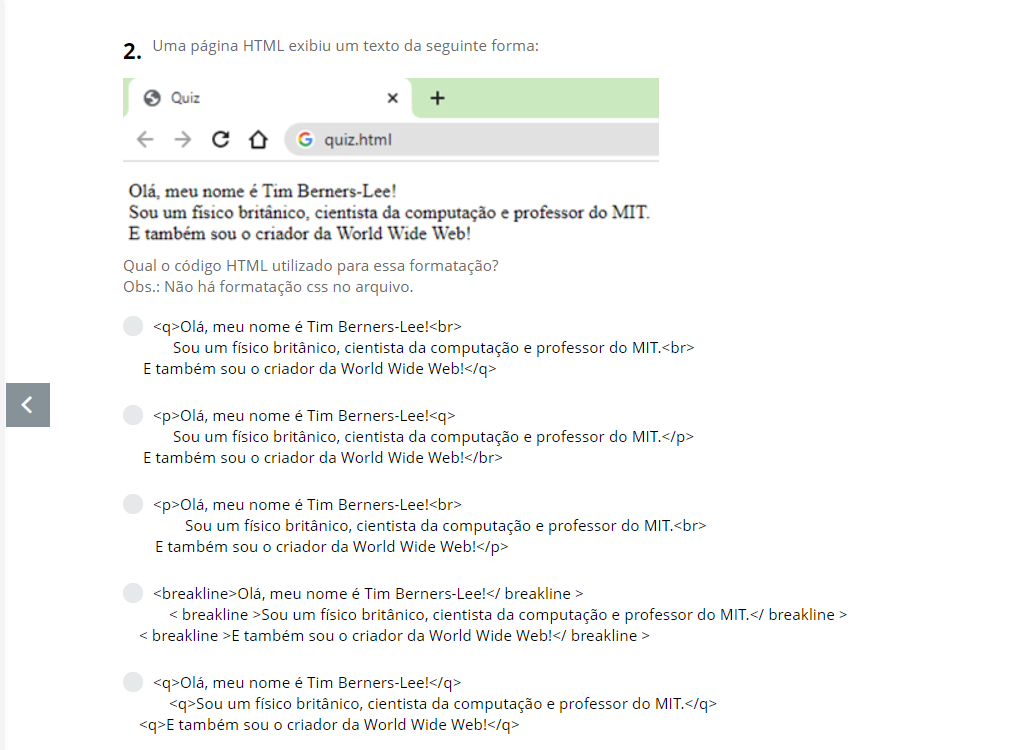 2. Uma página HTML exibiu um texto da seguinte forma:
Quiz × +
G quiz.html
Olá, meu nome é Tim Berners-Lee!
Sou um físico britânico, cientista da computação e professor do MIT.
E também sou o criador da World Wide Web!
Qual o código HTML utilizado para essa formatação?
Obs.: Não há formatação css no arquivo.
<q>Olá, meu nome é Tim Berners-Lee!<br>
Sou um físico britânico, cientista da computação e professor do MIT.<br>
E também sou o criador da World Wide Web!</q>
<p>Olá, meu nome é Tim Berners-Lee!<q>
Sou um físico britânico, cientista da computação e professor do MIT.</p>
E também sou o criador da World Wide Web!</br>
<p>Olá, meu nome é Tim Berners-Lee!<br>
Sou um físico britânico, cientista da computação e professor do MIT.<br>
E também sou o criador da World Wide Web!</p>
<breakline>Olá, meu nome é Tim Berners-Lee!</ breakline >
< breakline >Sou um físico britânico, cientista da computação e professor do MIT.</ breakline >
< breakline >E também sou o criador da World Wide Web!</ breakline >
<q>Olá, meu nome é Tim Berners-Lee!</q>
<q>Sou um físico britânico, cientista da computação e professor do MIT.</q>
<q>E também sou o criador da World Wide Web!</q>